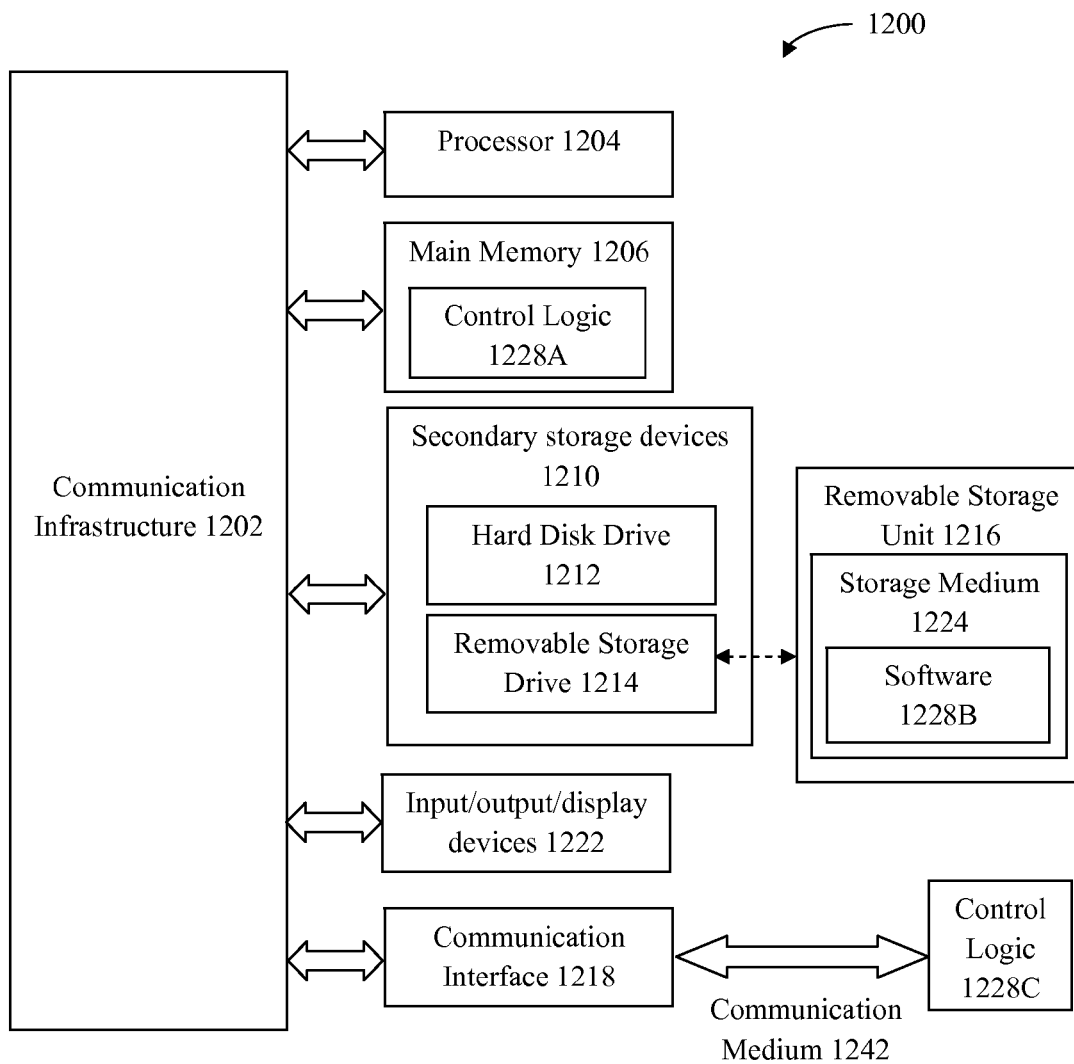 1200
Processor 1204
Main Memory 1206
Control Logic
1228A
Communication
Infrastructure 1202
Secondary storage devices
1210
Hard Disk Drive
1212
Removable Storage
Drive 1214
Removable Storage
Unit 1216
Storage Medium
1224
Software
1228B
Input/output/display
devices 1222
Communication
Interface 1218
Communication
Medium 1242
Control
Logic
1228C